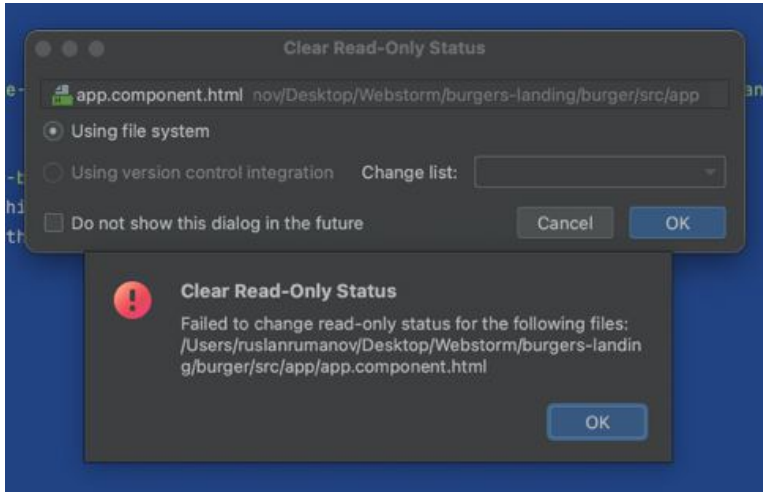 Clear Read-Only Status
app.component.html nov/Desktop/Webstorm/burgers-landing/burger/src/app
Using file system
Using version control integration Change list:
Do not show this dialog in the future Cancel OK
Clear Read-Only Status
Failed to change read-only status for the following files:
/Users/ruslanrumanov/Desktop/Webstorm/burgers-landin
g/burger/src/app/app.component.html
OK